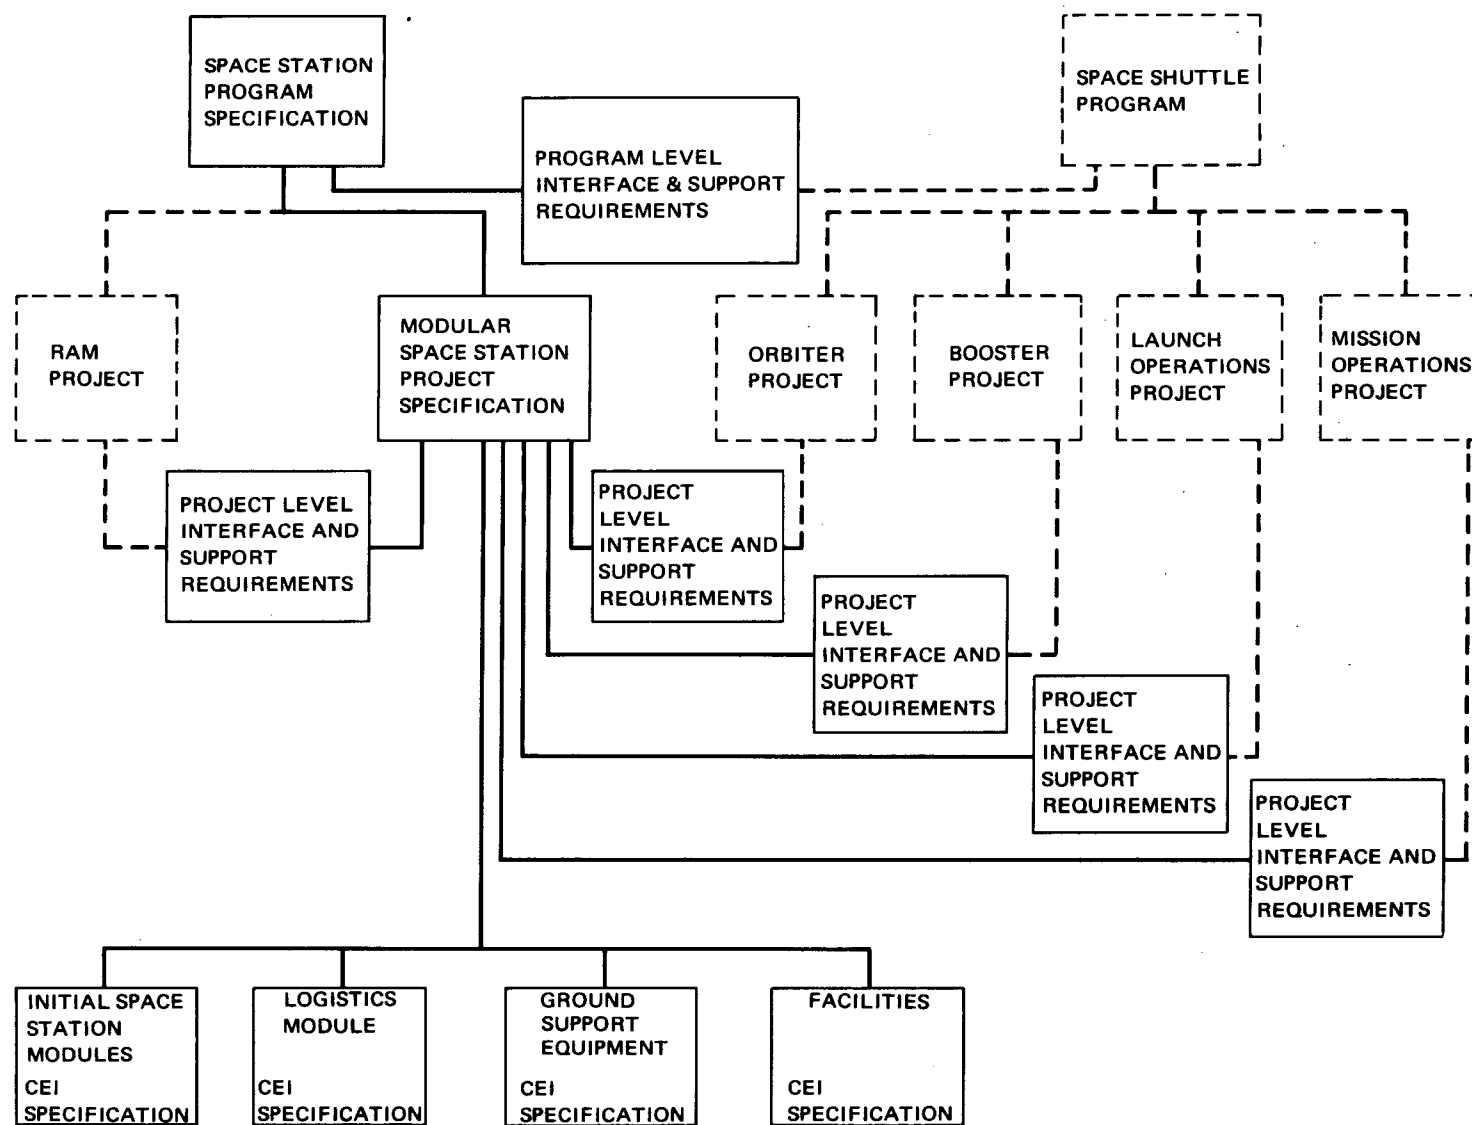 SPACE STATION
PROGRAM
SPECIFICATION
SPACE SHUTTLE
PROGRAM
PROGRAM LEVEL
INTERFACE & SUPPORT
REQUIREMENTS
RAM
PROJECT
MODULAR
SPACE STATION
PROJECT
SPECIFICATION
ORBITER
PROJECT
BOOSTER
PROJECT
LAUNCH
OPERATIONS
PROJECT
MISSION
OPERATIONS
PROJECT
PROJECT LEVEL
INTERFACE AND
SUPPORT
REQUIREMENTS
PROJECT
LEVEL
INTERFACE AND
SUPPORT
REQUIREMENTS
PROJECT
LEVEL
INTERFACE AND
SUPPORT
REQUIREMENTS
PROJECT
LEVEL
INTERFACE AND
SUPPORT
REQUIREMENTS
PROJECT
LEVEL
INTERFACE AND
SUPPORT
REQUIREMENTS
INITIAL SPACE
STATION
MODULES
CEI
SPECIFICATION
LOGISTICS
MODULE
CEI
SPECIFICATION
GROUND
SUPPORT
EQUIPMENT
CEI
SPECIFICATION
FACILITIES
CEI
SPECIFICATION